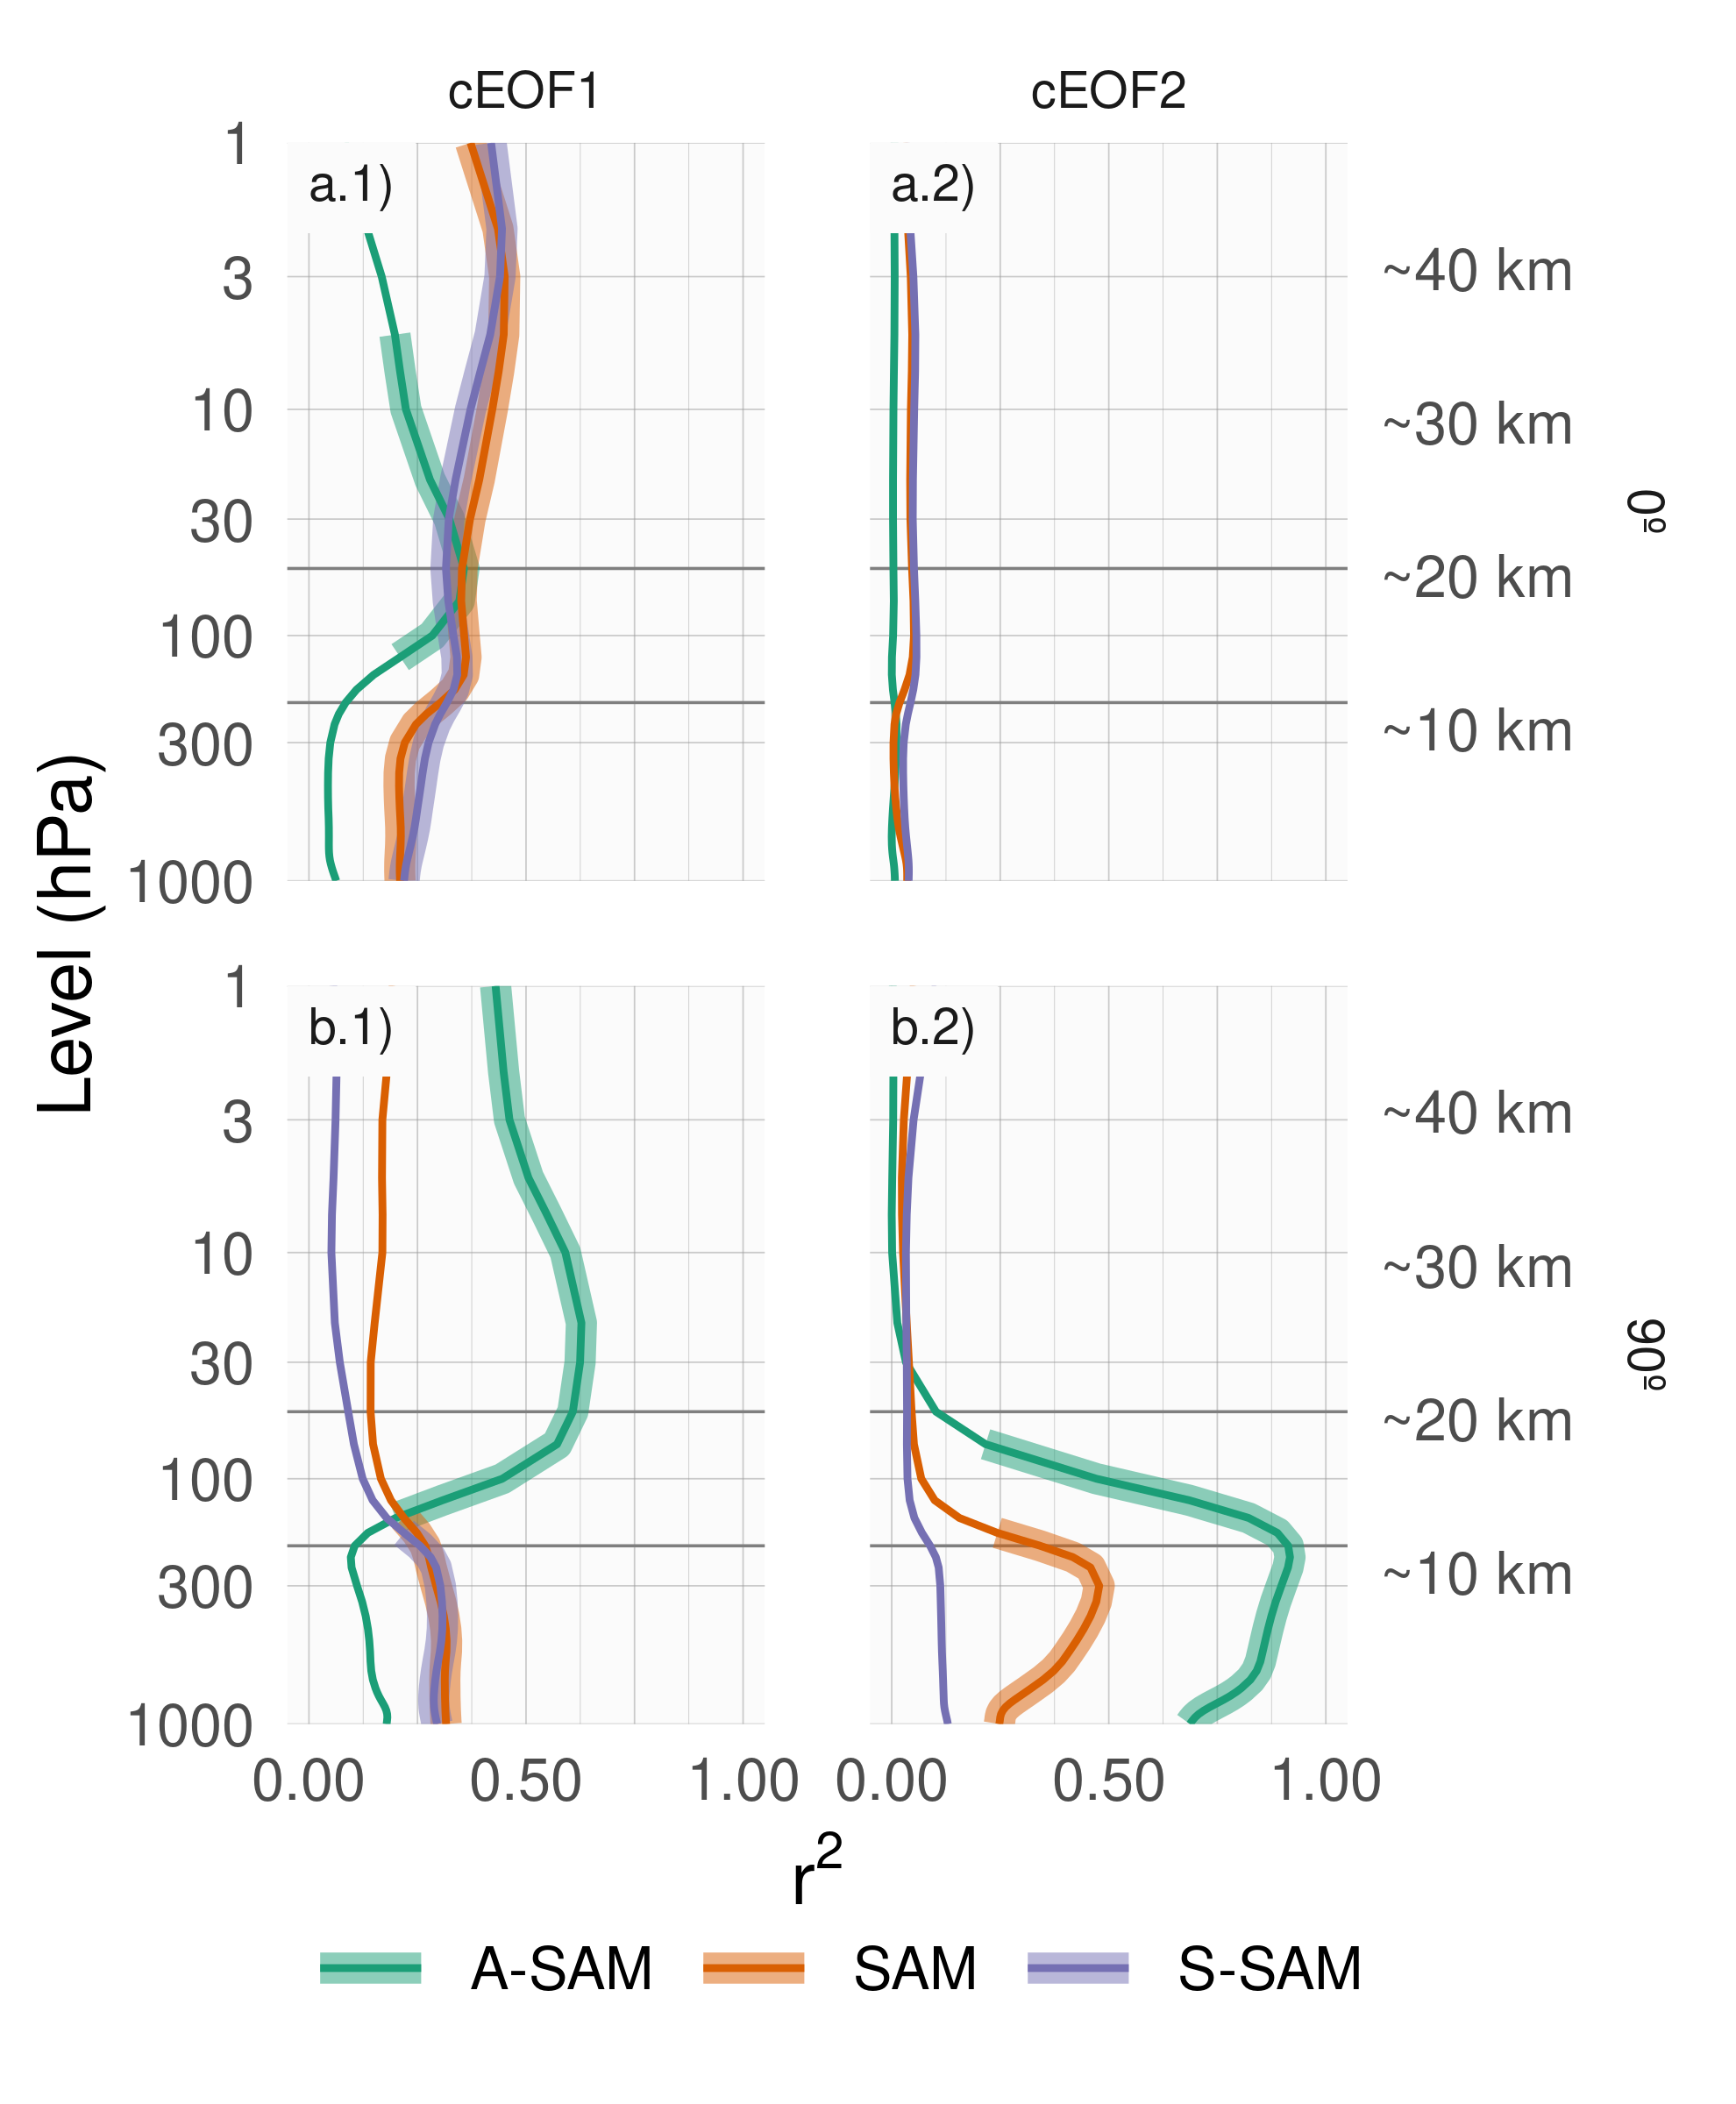 cEOF1 cEOF2
a.1) a.2)
1
3
10
30
100
300
1000
~40 km
~30 km
~20 km
~10 km
0º
Level (hPa)
b.1) b.2)
1
3
10
30
100
300
1000
~40 km
~30 km
~20 km
~10 km
90º
0.00 0.50 1.00 0.00 0.50 1.00
r²
A-SAM SAM S-SAM